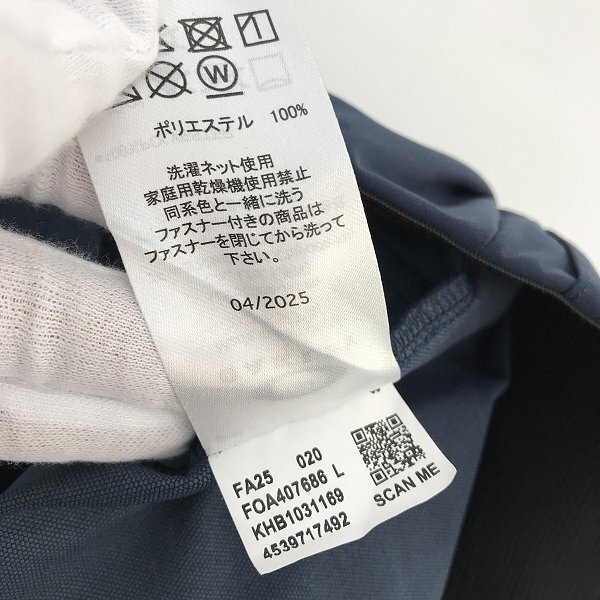 W
ポリエステル 100%
洗濯ネット使用
家庭用乾燥機使用禁止
同系色と一緒に洗う
ファスナー付きの商品は
ファスナーを閉じてから洗って
下さい。
04/2025
FA25 020
FOA407686 L
KHB1031169
4539717492
SCAN ME